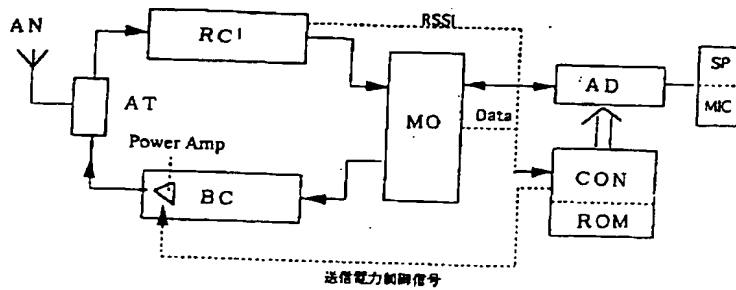 RSSI
AN
RC1
SP
MIC
AD
AT
MO
Data
Power Amp
BC
CON
ROM
送信電力制御信号